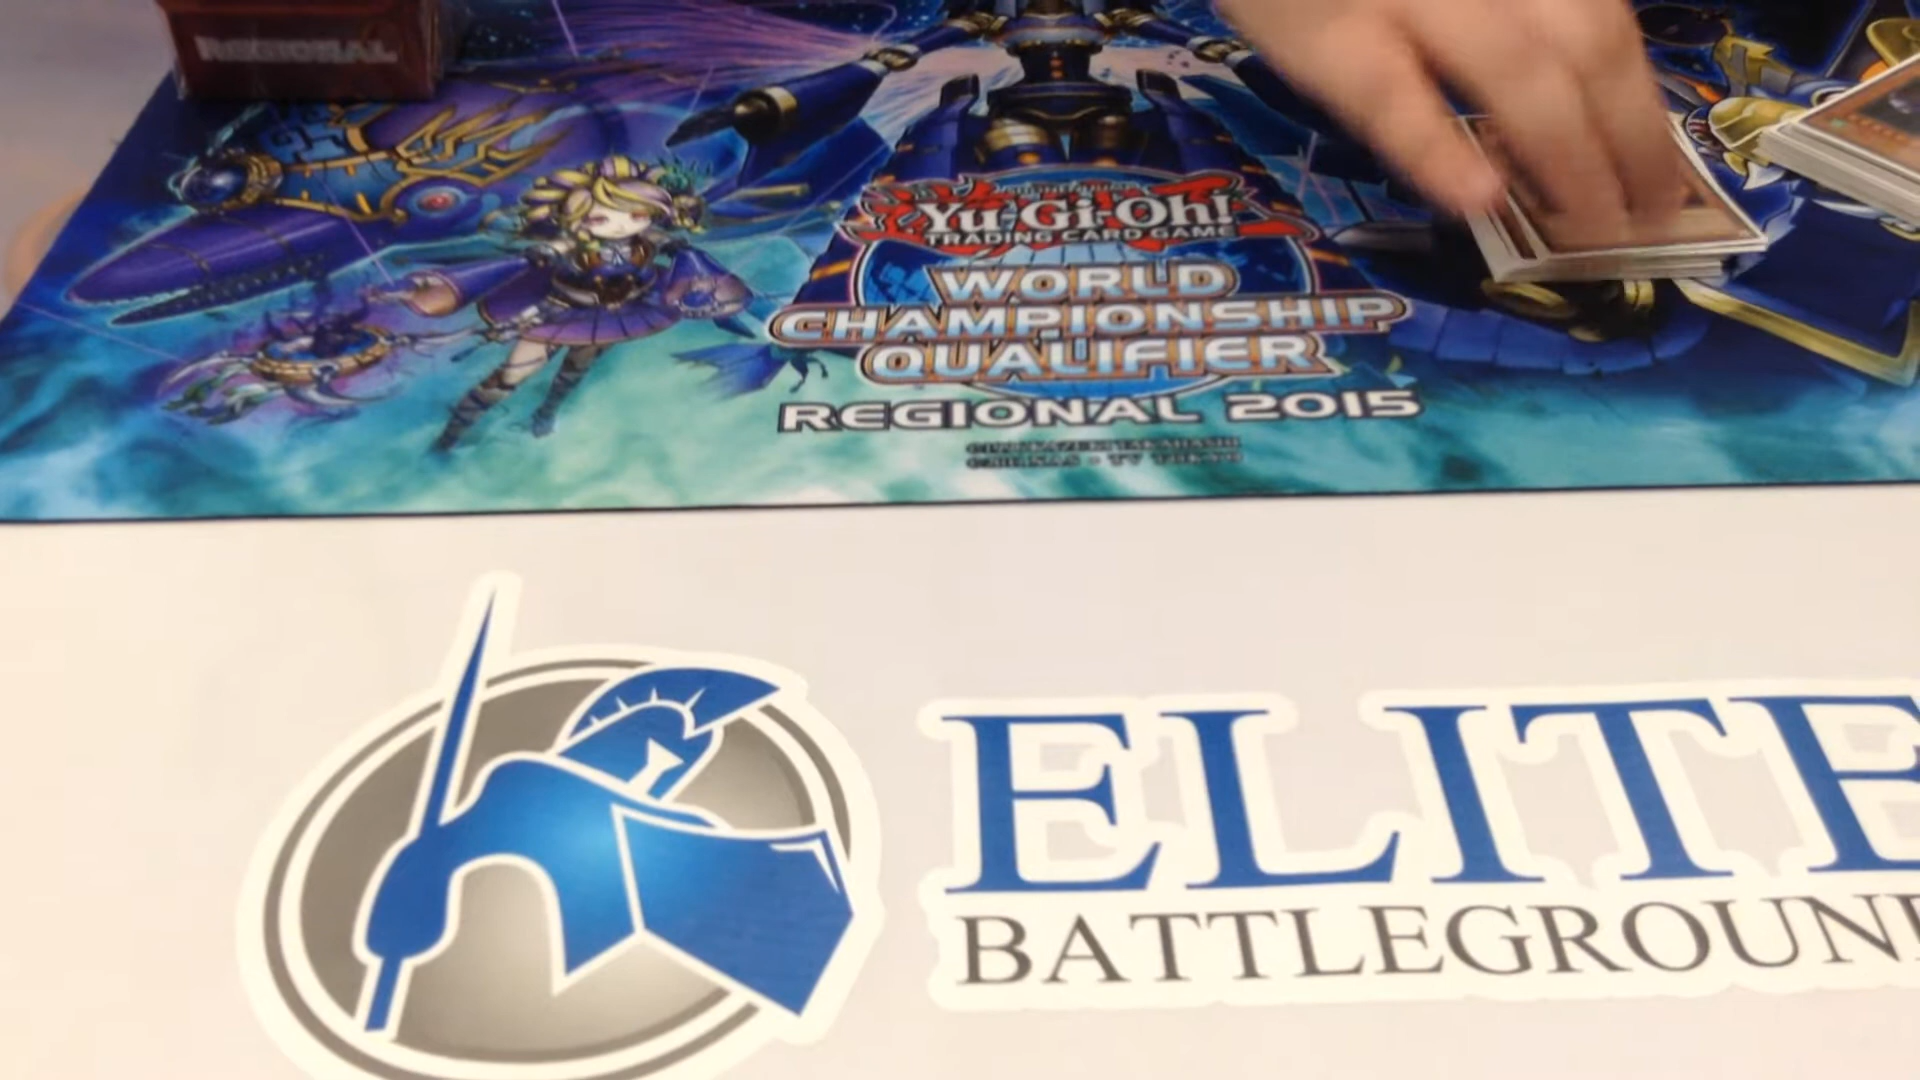 REGIONAL
Yu-Gi-Oh!
TRADING CARD GAME
WORLD
CHAMPIONSHIP
QUALIFIER
REGIONAL 2015
ELITE
BATTLEGROUN